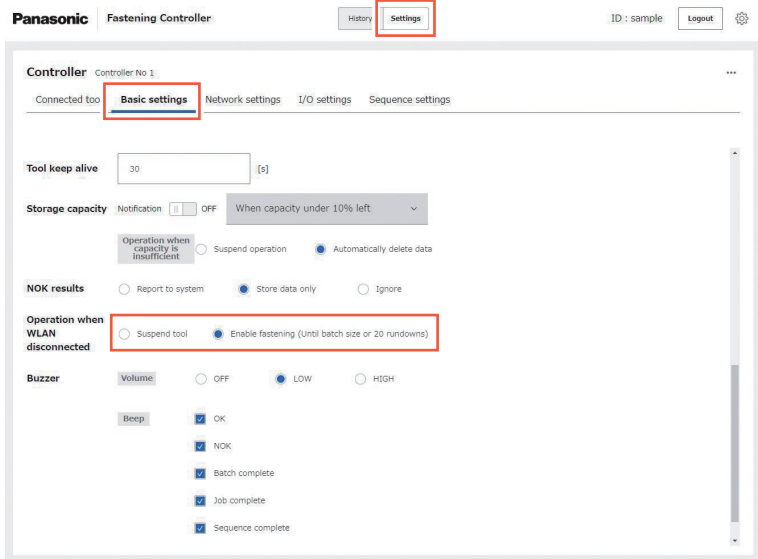 Panasonic Fastening Controller History Settings ID : sample Logout
Controller Controller No 1
Connected too Basic settings Network settings I/O settings Sequence settings
Tool keep alive 30 [s]
Storage capacity Notification OFF When capacity under 10% left
Operation when
capacity is
insufficient
Suspend operation Automatically delete data
NOK results Report to system Store data only Ignore
Operation when
WLAN
disconnected
Suspend tool Enable fastening (Until batch size or 20 rundowns)
Buzzer Volume OFF LOW HIGH
Beep OK
NOK
Batch complete
Job complete
Sequence complete